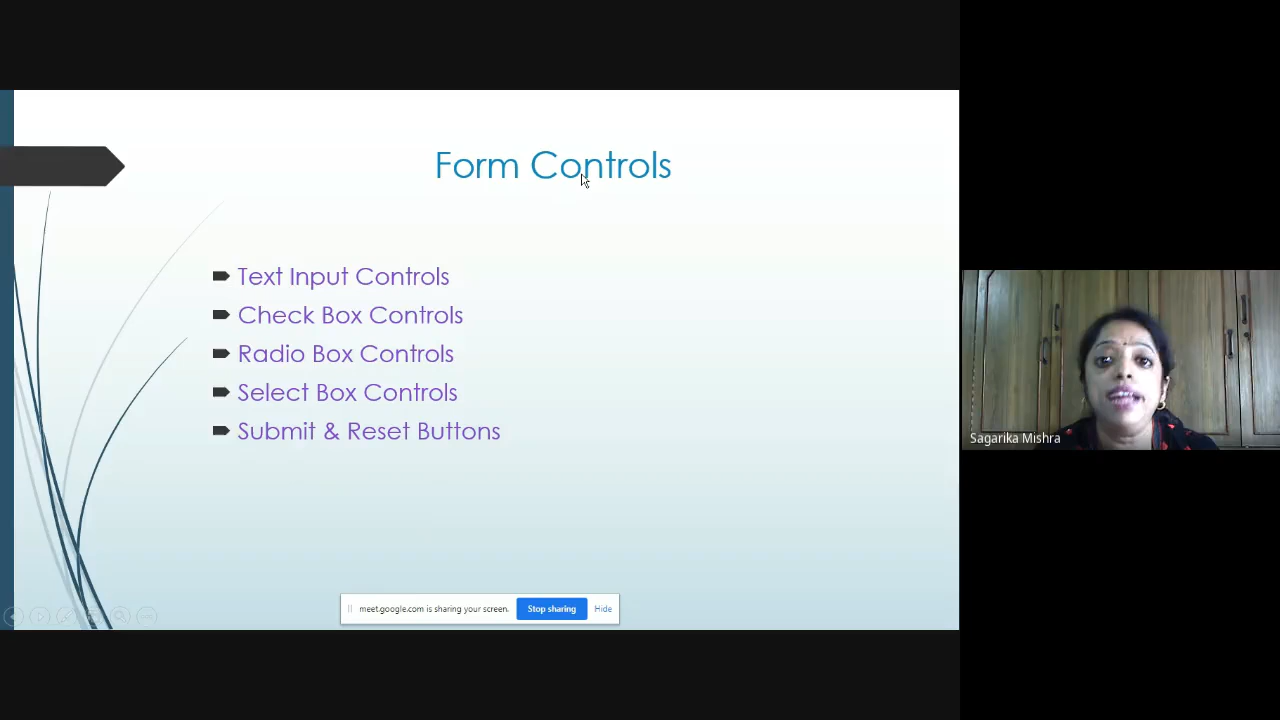 Form Controls
Text Input Controls
Check Box Controls
Radio Box Controls
Select Box Controls
Submit & Reset Buttons
meet.google.com is sharing your screen.
Stop sharing
Hide
Sagarika Mishra